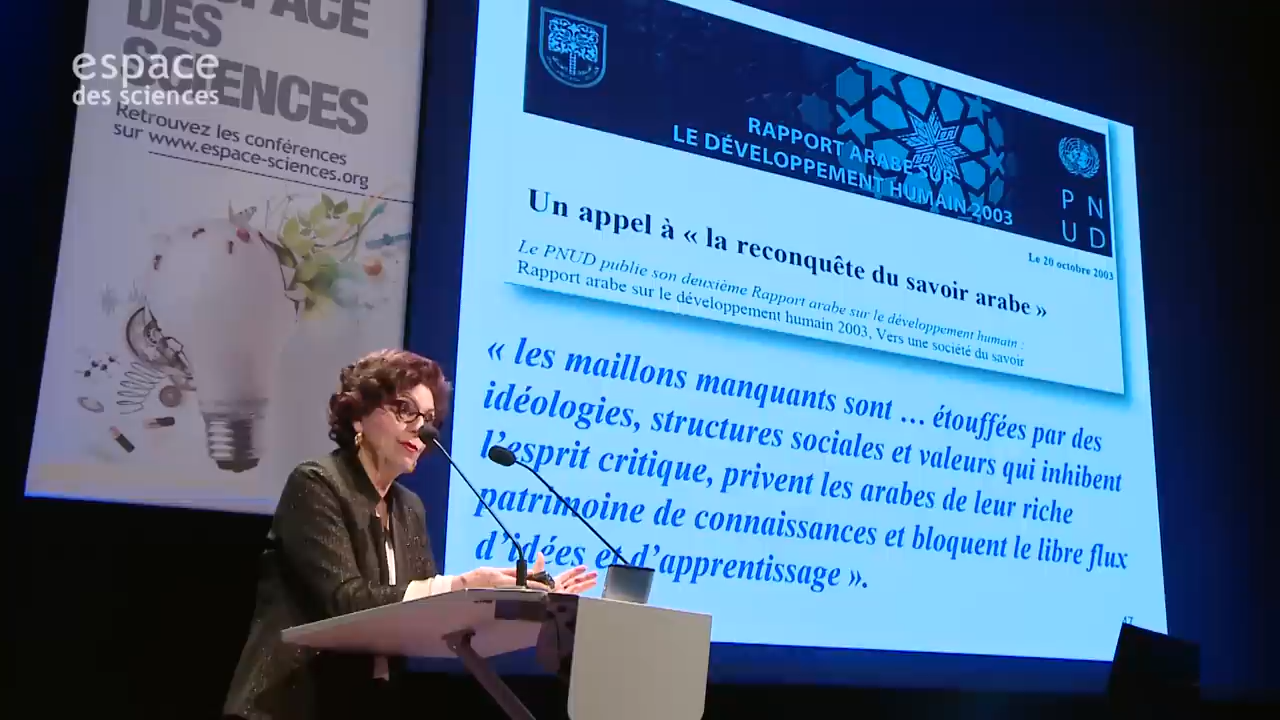 ESPACE
DES
SCIENCES
espace
des sciences
Retrouvez les conférences
sur www.espace-sciences.org
RAPPORT ARABE SUR
LE DÉVELOPPEMENT HUMAIN 2003
P N
U D
Le 20 octobre 2003
Un appel à « la reconquête du savoir arabe »
Le PNUD publie son deuxième Rapport arabe sur le développement humain :
Rapport arabe sur le développement humain 2003, Vers une société du savoir
« les maillons manquants sont … étouffées par des
idéologies, structures sociales et valeurs qui inhibent
l’esprit critique, privent les arabes de leur riche
patrimoine de connaissances et bloquent le libre flux
d’idées et d’apprentissage ».
47